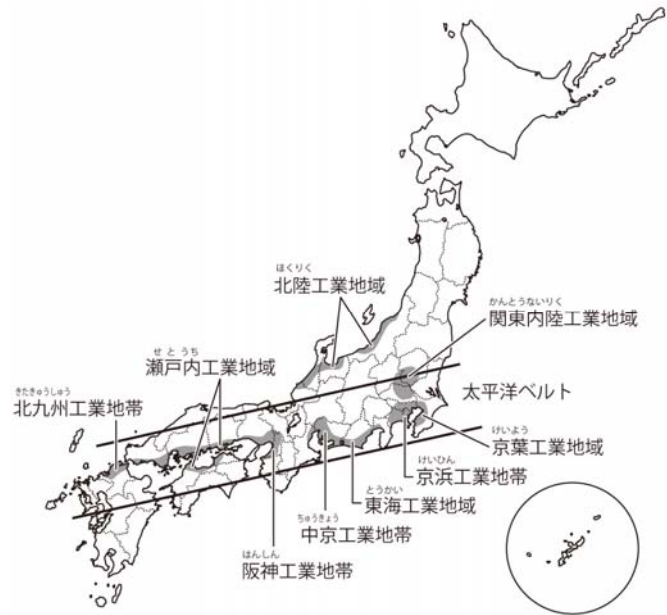 ほくりく
北陸工業地域
かんとうないりく
関東内陸工業地域
せとうち
瀬戸内工業地域
太平洋ベルト
きたきゅうしゅう
北九州工業地帯
けいよう
京葉工業地域
けいひん
京浜工業地帯
とうかい
東海工業地域
ちゅうきょう
中京工業地帯
はんしん
阪神工業地帯